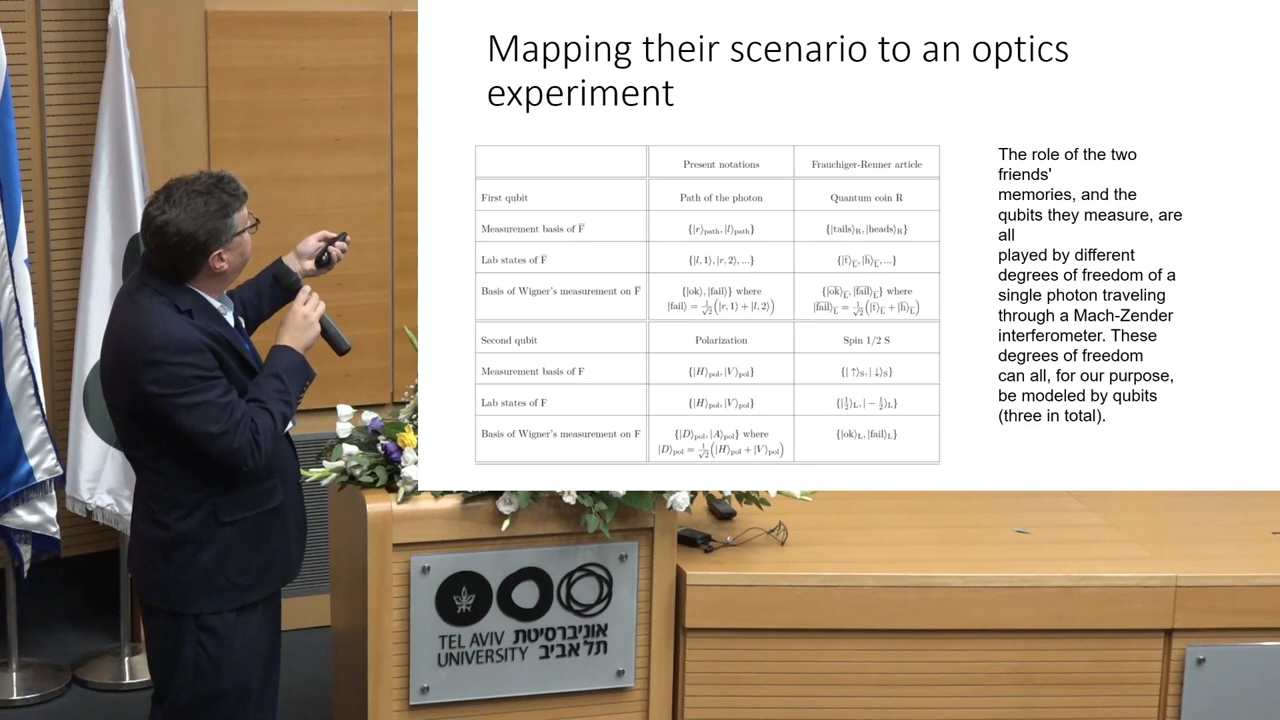 Mapping their scenario to an optics
experiment
Present notations Frauchiger-Renner article
First qubit Path of the photon Quantum coin R
Measurement basis of F̅ {|r⟩path, |l⟩path} {|tails⟩R, |heads⟩R}
Lab states of F̅ {|l, 1⟩, |r, 2⟩, ...} {|t̅⟩L̅, |h̅⟩L̅, ...}
Basis of Wigner's measurement on F̅ {|ok⟩, |fail⟩} where {|o̅k̅⟩L̅, |f̅a̅i̅l̅⟩L̅} where
|fail⟩ = 1/√2(|r, 1⟩ + |l, 2⟩) |f̅a̅i̅l̅⟩L̅ = 1/√2(|t̅⟩L̅ + |h̅⟩L̅)
Second qubit Polarization Spin 1/2 S
Measurement basis of F {|H⟩pol, |V⟩pol} {| ↑⟩S, | ↓⟩S}
Lab states of F {|H⟩pol, |V⟩pol} {|1/2⟩L, | − 1/2⟩L}
Basis of Wigner's measurement on F {|D⟩pol, |A⟩pol} where {|ok⟩L, |fail⟩L}
|D⟩pol = 1/√2(|H⟩pol + |V⟩pol)
The role of the two
friends'
memories, and the
qubits they measure, are
all
played by different
degrees of freedom of a
single photon traveling
through a Mach-Zender
interferometer. These
degrees of freedom
can all, for our purpose,
be modeled by qubits
(three in total).
TEL AVIV אוניברסיטת
UNIVERSITY תל אביב